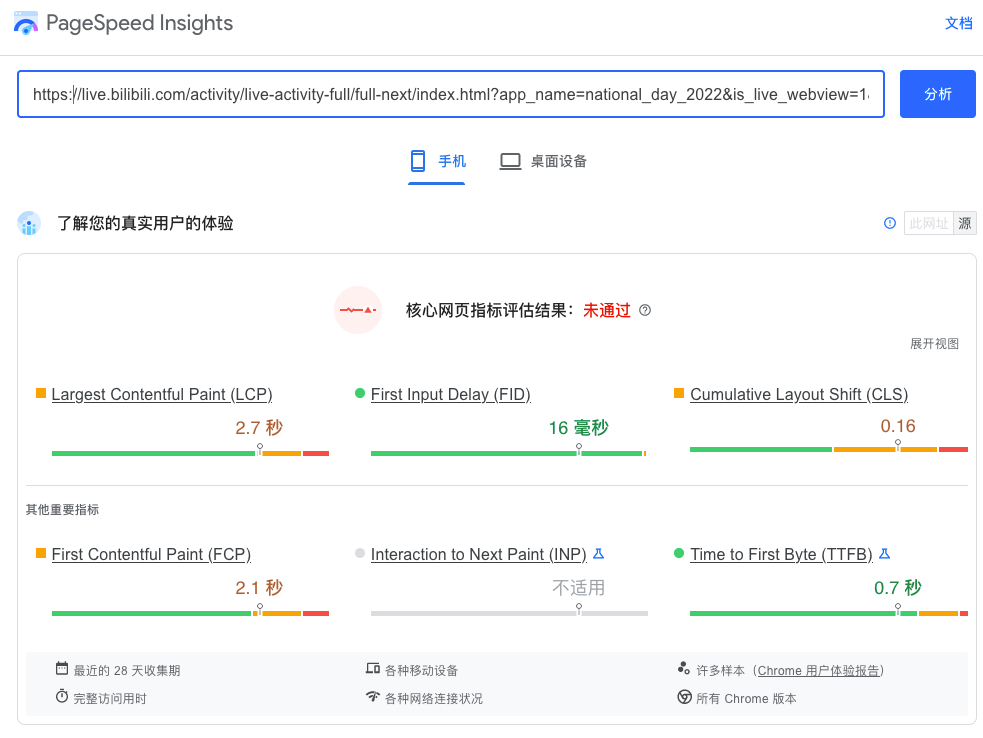 PageSpeed Insights
文档
https://live.bilibili.com/activity/live-activity-full/full-next/index.html?app_name=national_day_2022&is_live_webview=1
分析
手机
桌面设备
了解您的真实用户的体验
此网址
源
核心网页指标评估结果：未通过
展开视图
Largest Contentful Paint (LCP)
2.7 秒
First Input Delay (FID)
16 毫秒
Cumulative Layout Shift (CLS)
0.16
其他重要指标
First Contentful Paint (FCP)
2.1 秒
Interaction to Next Paint (INP)
不适用
Time to First Byte (TTFB)
0.7 秒
最近的 28 天收集期
各种移动设备
许多样本（Chrome 用户体验报告）
完整访问用时
各种网络连接状况
所有 Chrome 版本